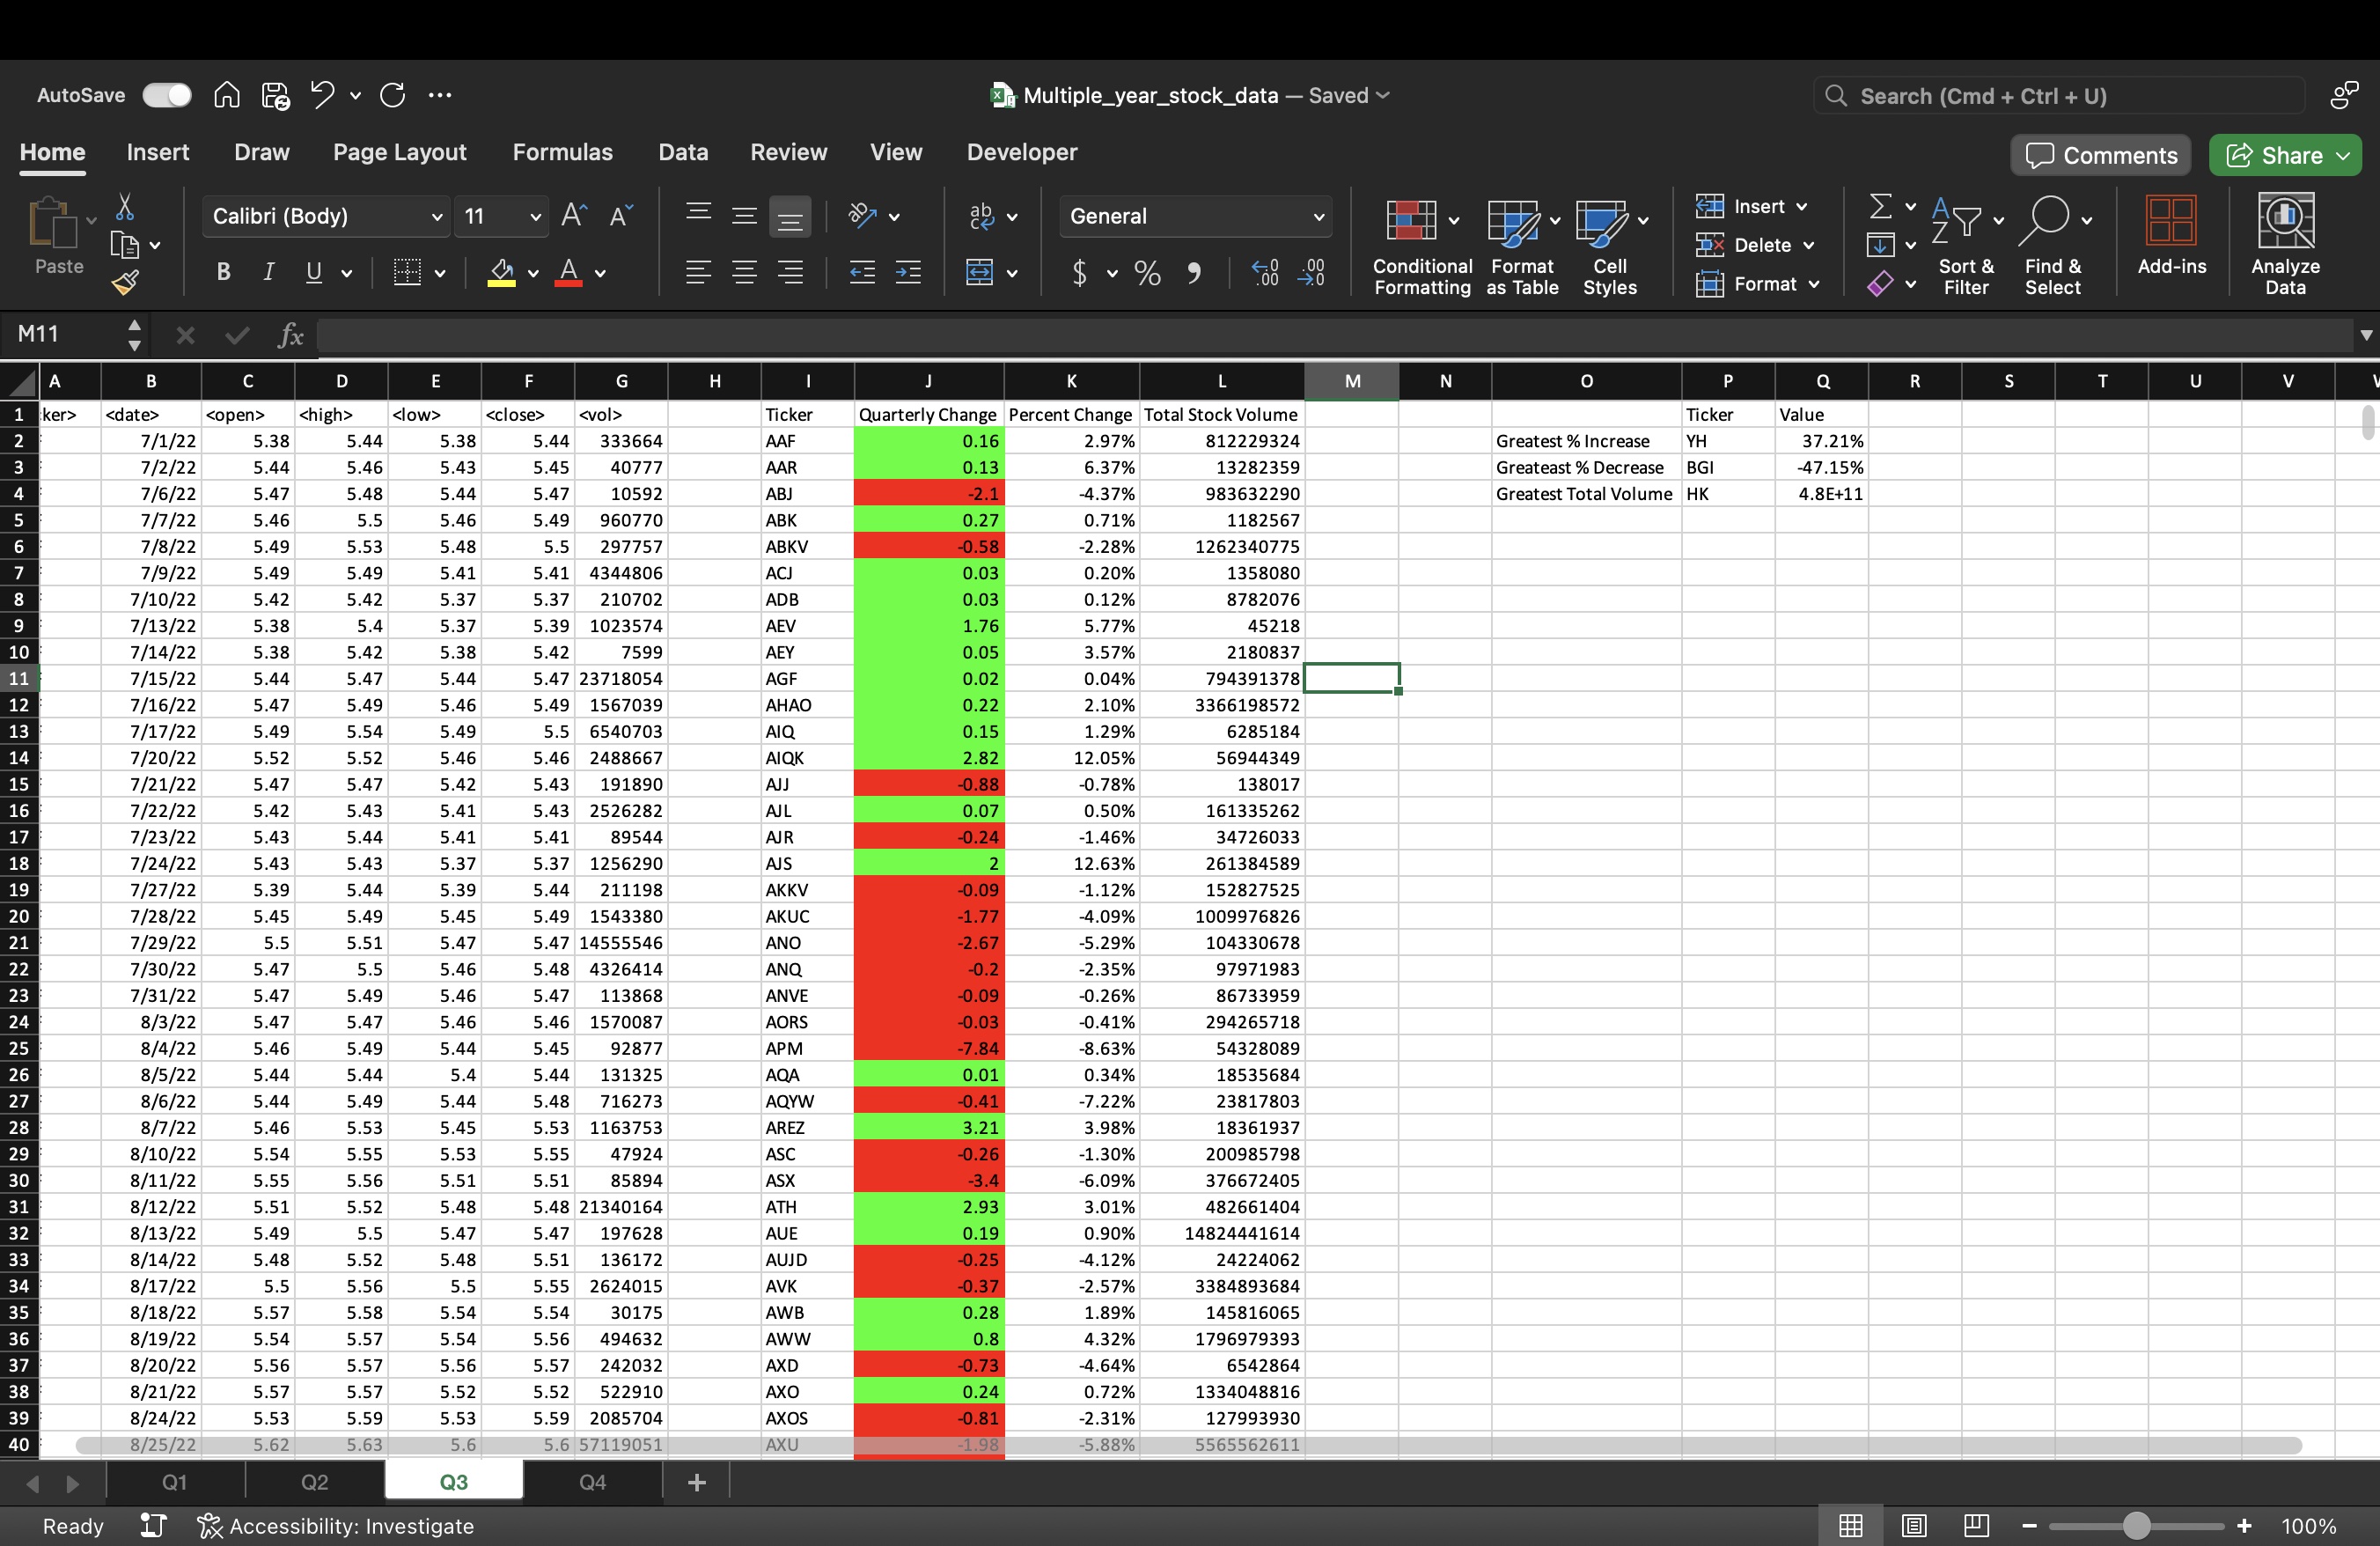 AutoSave
Multiple_year_stock_data — Saved
Search (Cmd + Ctrl + U)
Home Insert Draw Page Layout Formulas Data Review View Developer
Comments Share
Paste
Calibri (Body) 11
General
Conditional Formatting
Format as Table
Cell Styles
Insert
Delete
Format
Sort & Filter
Find & Select
Add-ins
Analyze Data
M11 fx
A B C D E F G H I J K L M N O P Q R S T U V
1 ker> <date> <open> <high> <low> <close> <vol> Ticker Quarterly Change Percent Change Total Stock Volume Ticker Value
2 7/1/22 5.38 5.44 5.38 5.44 333664 AAF 0.16 2.97% 812229324 Greatest % Increase YH 37.21%
3 7/2/22 5.44 5.46 5.43 5.45 40777 AAR 0.13 6.37% 13282359 Greateast % Decrease BGI -47.15%
4 7/6/22 5.47 5.48 5.44 5.47 10592 ABJ -2.1 -4.37% 983632290 Greatest Total Volume HK 4.8E+11
5 7/7/22 5.46 5.5 5.46 5.49 960770 ABK 0.27 0.71% 1182567
6 7/8/22 5.49 5.53 5.48 5.5 297757 ABKV -0.58 -2.28% 1262340775
7 7/9/22 5.49 5.49 5.41 5.41 4344806 ACJ 0.03 0.20% 1358080
8 7/10/22 5.42 5.42 5.37 5.37 210702 ADB 0.03 0.12% 8782076
9 7/13/22 5.38 5.4 5.37 5.39 1023574 AEV 1.76 5.77% 45218
10 7/14/22 5.38 5.42 5.38 5.42 7599 AEY 0.05 3.57% 2180837
11 7/15/22 5.44 5.47 5.44 5.47 23718054 AGF 0.02 0.04% 794391378
12 7/16/22 5.47 5.49 5.46 5.49 1567039 AHAO 0.22 2.10% 3366198572
13 7/17/22 5.49 5.54 5.49 5.5 6540703 AIQ 0.15 1.29% 6285184
14 7/20/22 5.52 5.52 5.46 5.46 2488667 AIQK 2.82 12.05% 56944349
15 7/21/22 5.47 5.47 5.42 5.43 191890 AJJ -0.88 -0.78% 138017
16 7/22/22 5.42 5.43 5.41 5.43 2526282 AJL 0.07 0.50% 161335262
17 7/23/22 5.43 5.44 5.41 5.41 89544 AJR -0.24 -1.46% 34726033
18 7/24/22 5.43 5.43 5.37 5.37 1256290 AJS 2 12.63% 261384589
19 7/27/22 5.39 5.44 5.39 5.44 211198 AKKV -0.09 -1.12% 152827525
20 7/28/22 5.45 5.49 5.45 5.49 1543380 AKUC -1.77 -4.09% 1009976826
21 7/29/22 5.5 5.51 5.47 5.47 14555546 ANO -2.67 -5.29% 104330678
22 7/30/22 5.47 5.5 5.46 5.48 4326414 ANQ -0.2 -2.35% 97971983
23 7/31/22 5.47 5.49 5.46 5.47 113868 ANVE -0.09 -0.26% 86733959
24 8/3/22 5.47 5.47 5.46 5.46 1570087 AORS -0.03 -0.41% 294265718
25 8/4/22 5.46 5.49 5.44 5.45 92877 APM -7.84 -8.63% 54328089
26 8/5/22 5.44 5.44 5.4 5.44 131325 AQA 0.01 0.34% 18535684
27 8/6/22 5.44 5.49 5.44 5.48 716273 AQYW -0.41 -7.22% 23817803
28 8/7/22 5.46 5.53 5.45 5.53 1163753 AREZ 3.21 3.98% 18361937
29 8/10/22 5.54 5.55 5.53 5.55 47924 ASC -0.26 -1.30% 200985798
30 8/11/22 5.55 5.56 5.51 5.51 85894 ASX -3.4 -6.09% 376672405
31 8/12/22 5.51 5.52 5.48 5.48 21340164 ATH 2.93 3.01% 482661404
32 8/13/22 5.49 5.5 5.47 5.47 197628 AUE 0.19 0.90% 14824441614
33 8/14/22 5.48 5.52 5.48 5.51 136172 AUJD -0.25 -4.12% 24224062
34 8/17/22 5.5 5.56 5.5 5.55 2624015 AVK -0.37 -2.57% 3384893684
35 8/18/22 5.57 5.58 5.54 5.54 30175 AWB 0.28 1.89% 145816065
36 8/19/22 5.54 5.57 5.54 5.56 494632 AWW 0.8 4.32% 1796979393
37 8/20/22 5.56 5.57 5.56 5.57 242032 AXD -0.73 -4.64% 6542864
38 8/21/22 5.57 5.57 5.52 5.52 522910 AXO 0.24 0.72% 1334048816
39 8/24/22 5.53 5.59 5.53 5.59 2085704 AXOS -0.81 -2.31% 127993930
40 8/25/22 5.62 5.63 5.6 5.6 57119051 AXU -1.98 -5.88% 5565562611
Q1 Q2 Q3 Q4 +
Ready Accessibility: Investigate 100%